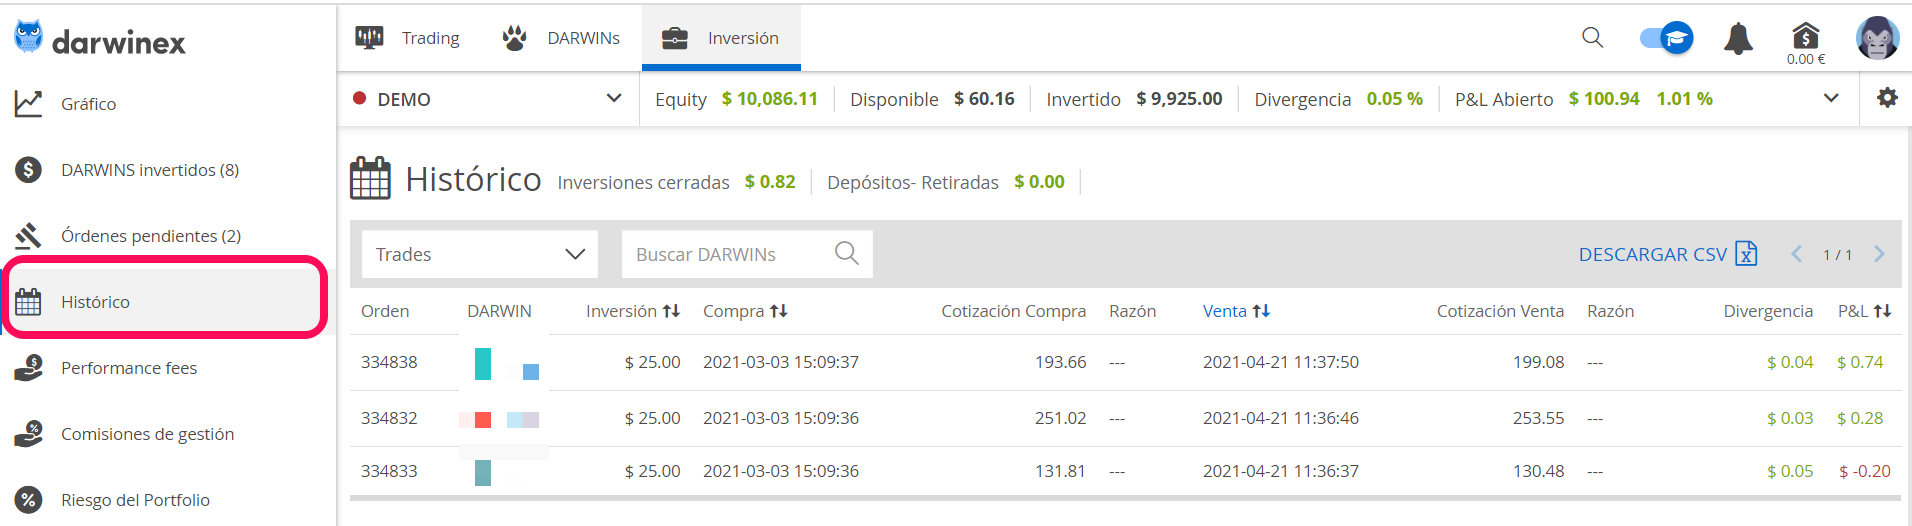 darwinex
Trading DARWINs Inversión
0.00 €
DEMO Equity $ 10,086.11 Disponible $ 60.16 Invertido $ 9,925.00 Divergencia 0.05 % P&L Abierto $ 100.94 1.01 %
Gráfico
DARWINS invertidos (8)
Órdenes pendientes (2)
Histórico
Performance fees
Comisiones de gestión
Riesgo del Portfolio
Histórico Inversiones cerradas $ 0.82 Depósitos- Retiradas $ 0.00
Trades Buscar DARWINs DESCARGAR CSV 1 / 1
Orden DARWIN Inversión Compra Cotización Compra Razón Venta Cotización Venta Razón Divergencia P&L
334838 $ 25.00 2021-03-03 15:09:37 193.66 --- 2021-04-21 11:37:50 199.08 --- $ 0.04 $ 0.74
334832 $ 25.00 2021-03-03 15:09:36 251.02 --- 2021-04-21 11:36:46 253.55 --- $ 0.03 $ 0.28
334833 $ 25.00 2021-03-03 15:09:36 131.81 --- 2021-04-21 11:36:37 130.48 --- $ 0.05 $ -0.20